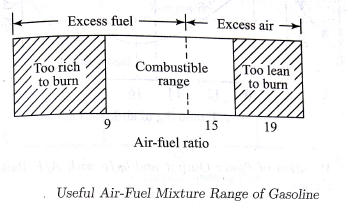 Excess fuel
Excess air
Too rich
to burn
Combustible
range
Too lean
to burn
9
15
19
Air-fuel ratio
Useful Air-Fuel Mixture Range of Gasoline